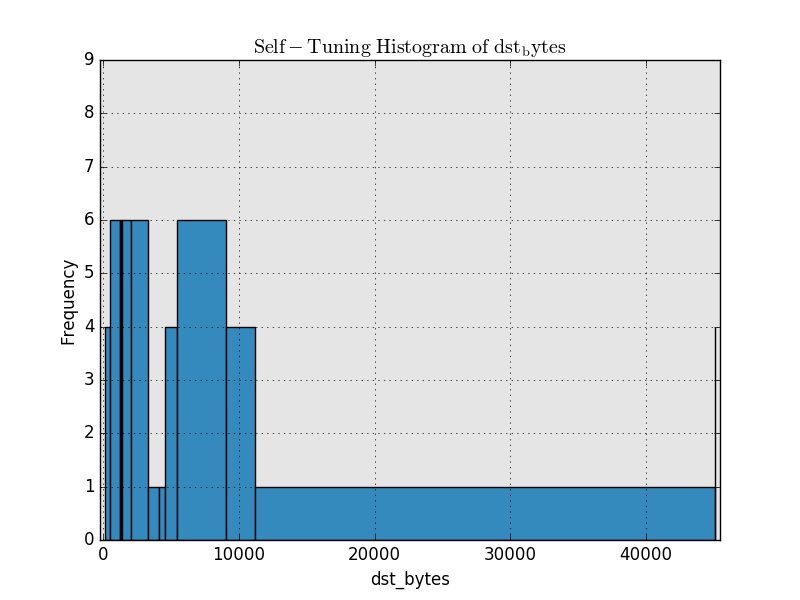 Self − Tuning Histogram of dst_bytes
9
8
7
6
5
4
3
2
1
0
Frequency
0 10000 20000 30000 40000
dst_bytes